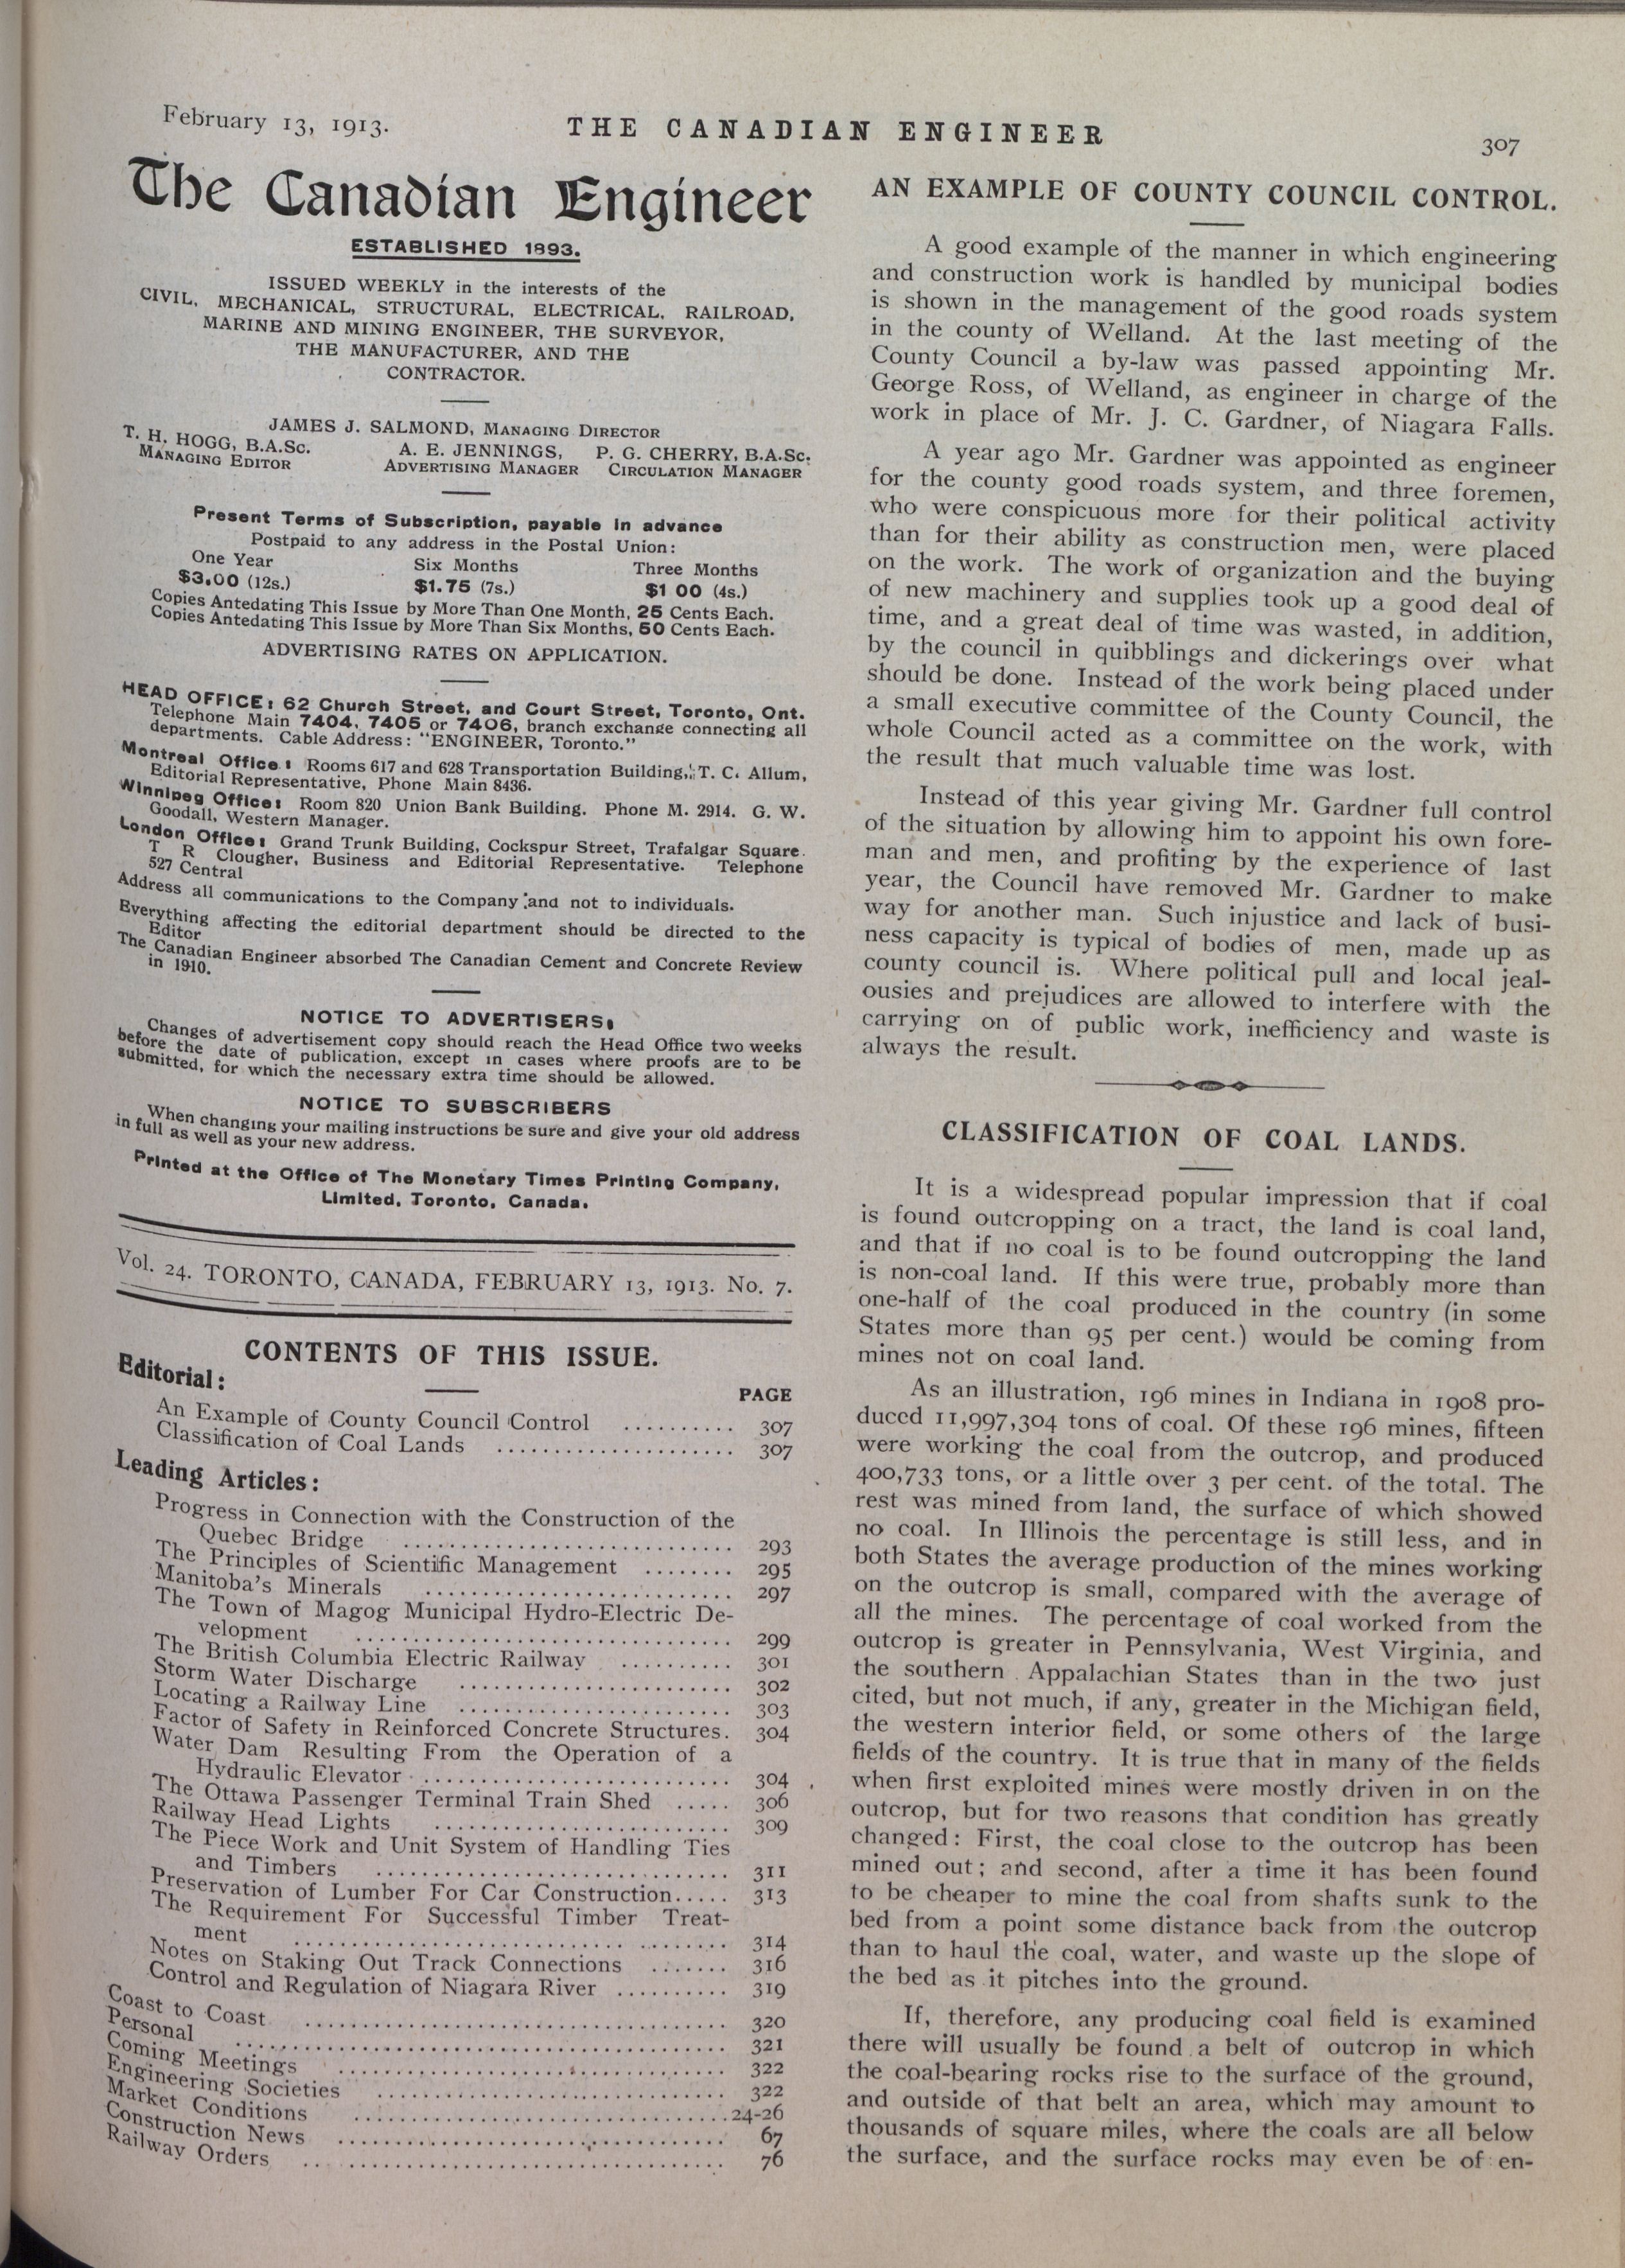 February 13, 1913.
THE CANADIAN ENGINEER
307
The Canadian Engineer
ESTABLISHED 1893.
ISSUED WEEKLY in the interests of the
CIVIL, MECHANICAL, STRUCTURAL, ELECTRICAL, RAILROAD,
MARINE AND MINING ENGINEER, THE SURVEYOR,
THE MANUFACTURER, AND THE
CONTRACTOR.
JAMES J. SALMOND, MANAGING DIRECTOR
T. H. HOGG, B.A.Sc. A. E. JENNINGS, P. G. CHERRY, B.A.Sc.
MANAGING EDITOR ADVERTISING MANAGER CIRCULATION MANAGER
Present Terms of Subscription, payable in advance
Postpaid to any address in the Postal Union:
One Year Six Months Three Months
$3.00 (12s.) $1.75 (7s.) $1 00 (4s.)
Copies Antedating This Issue by More Than One Month, 25 Cents Each.
Copies Antedating This Issue by More Than Six Months, 50 Cents Each.
ADVERTISING RATES ON APPLICATION.
HEAD OFFICE: 62 Church Street, and Court Street, Toronto, Ont.
Telephone Main 7404, 7405 or 7406, branch exchange connecting all
departments. Cable Address: "ENGINEER, Toronto."
Montreal Office: Rooms 617 and 628 Transportation Building, T. C. Allum,
Editorial Representative, Phone Main 8436.
Winnipeg Office: Room 820 Union Bank Building. Phone M. 2914. G. W.
Goodall, Western Manager.
London Office: Grand Trunk Building, Cockspur Street, Trafalgar Square.
T R Clougher, Business and Editorial Representative. Telephone
527 Central
Address all communications to the Company and not to individuals.
Everything affecting the editorial department should be directed to the
Editor
The Canadian Engineer absorbed The Canadian Cement and Concrete Review
in 1910.
NOTICE TO ADVERTISERS:
Changes of advertisement copy should reach the Head Office two weeks
before the date of publication, except in cases where proofs are to be
submitted, for which the necessary extra time should be allowed.
NOTICE TO SUBSCRIBERS
When changing your mailing instructions be sure and give your old address
in full as well as your new address.
Printed at the Office of The Monetary Times Printing Company,
Limited, Toronto, Canada.
Vol. 24. TORONTO, CANADA, FEBRUARY 13, 1913. No. 7.
CONTENTS OF THIS ISSUE.
Editorial:
PAGE
An Example of County Council Control .......... 307
Classification of Coal Lands ..................... 307
Leading Articles:
Progress in Connection with the Construction of the
Quebec Bridge ............................. 293
The Principles of Scientific Management ........ 295
Manitoba's Minerals ........................... 297
The Town of Magog Municipal Hydro-Electric De-
velopment ................................. 299
The British Columbia Electric Railway .......... 301
Storm Water Discharge ........................ 302
Locating a Railway Line ........................ 303
Factor of Safety in Reinforced Concrete Structures. 304
Water Dam Resulting From the Operation of a
Hydraulic Elevator ........................... 304
The Ottawa Passenger Terminal Train Shed ..... 306
Railway Head Lights .......................... 309
The Piece Work and Unit System of Handling Ties
and Timbers ............................... 311
Preservation of Lumber For Car Construction..... 313
The Requirement For Successful Timber Treat-
ment ...................................... 314
Notes on Staking Out Track Connections ....... 316
Control and Regulation of Niagara River .......... 319
Coast to Coast ..................................... 320
Personal ........................................... 321
Coming Meetings .................................. 322
Engineering Societies .............................. 322
Market Conditions .................................24-26
Construction News .................................. 67
Railway Orders ..................................... 76
AN EXAMPLE OF COUNTY COUNCIL CONTROL.
A good example of the manner in which engineering
and construction work is handled by municipal bodies
is shown in the management of the good roads system
in the county of Welland. At the last meeting of the
County Council a by-law was passed appointing Mr.
George Ross, of Welland, as engineer in charge of the
work in place of Mr. J. C. Gardner, of Niagara Falls.
A year ago Mr. Gardner was appointed as engineer
for the county good roads system, and three foremen,
who were conspicuous more for their political activity
than for their ability as construction men, were placed
on the work. The work of organization and the buying
of new machinery and supplies took up a good deal of
time, and a great deal of time was wasted, in addition,
by the council in quibblings and dickerings over what
should be done. Instead of the work being placed under
a small executive committee of the County Council, the
whole Council acted as a committee on the work, with
the result that much valuable time was lost.
Instead of this year giving Mr. Gardner full control
of the situation by allowing him to appoint his own fore-
man and men, and profiting by the experience of last
year, the Council have removed Mr. Gardner to make
way for another man. Such injustice and lack of busi-
ness capacity is typical of bodies of men, made up as
county council is. Where political pull and local jeal-
ousies and prejudices are allowed to interfere with the
carrying on of public work, inefficiency and waste is
always the result.
CLASSIFICATION OF COAL LANDS.
It is a widespread popular impression that if coal
is found outcropping on a tract, the land is coal land,
and that if no coal is to be found outcropping the land
is non-coal land. If this were true, probably more than
one-half of the coal produced in the country (in some
States more than 95 per cent.) would be coming from
mines not on coal land.
As an illustration, 196 mines in Indiana in 1908 pro-
duced 11,997,304 tons of coal. Of these 196 mines, fifteen
were working the coal from the outcrop, and produced
400,733 tons, or a little over 3 per cent. of the total. The
rest was mined from land, the surface of which showed
no coal. In Illinois the percentage is still less, and in
both States the average production of the mines working
on the outcrop is small, compared with the average of
all the mines. The percentage of coal worked from the
outcrop is greater in Pennsylvania, West Virginia, and
the southern Appalachian States than in the two just
cited, but not much, if any, greater in the Michigan field,
the western interior field, or some others of the large
fields of the country. It is true that in many of the fields
when first exploited mines were mostly driven in on the
outcrop, but for two reasons that condition has greatly
changed: First, the coal close to the outcrop has been
mined out; and second, after a time it has been found
to be cheaper to mine the coal from shafts sunk to the
bed from a point some distance back from the outcrop
than to haul the coal, water, and waste up the slope of
the bed as it pitches into the ground.
If, therefore, any producing coal field is examined
there will usually be found a belt of outcrop in which
the coal-bearing rocks rise to the surface of the ground,
and outside of that belt an area, which may amount to
thousands of square miles, where the coals are all below
the surface, and the surface rocks may even be of en-